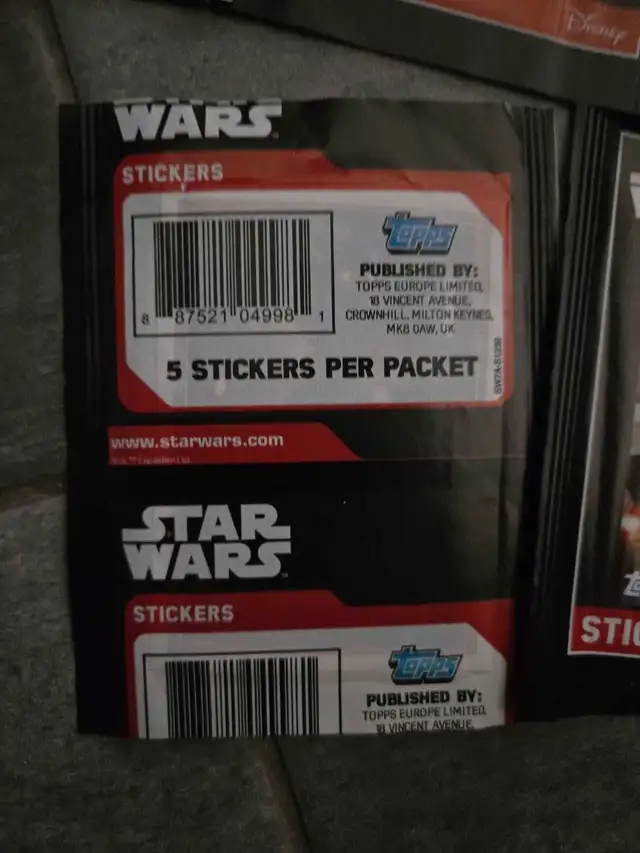 Disney
WARS
STICKERS
Topps
PUBLISHED BY:
TOPPS EUROPE LIMITED,
18 VINCENT AVENUE,
CROWNHILL, MILTON KEYNES,
MK8 0AW, UK
8 87521 04998 1
5 STICKERS PER PACKET
www.starwars.com
STAR
WARS
STICKERS
Topps
PUBLISHED BY:
TOPPS EUROPE LIMITED,
18 VINCENT AVENUE,
STIC